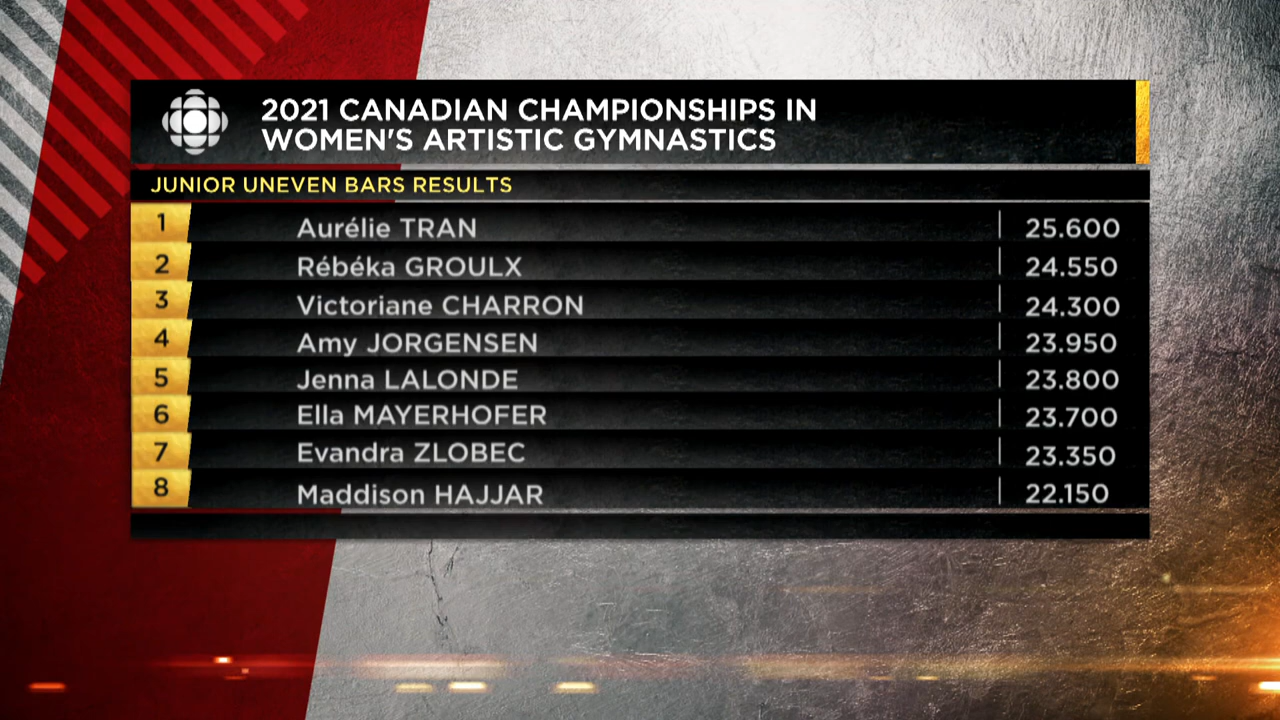 2021 CANADIAN CHAMPIONSHIPS IN
WOMEN'S ARTISTIC GYMNASTICS
JUNIOR UNEVEN BARS RESULTS
1 Aurélie TRAN 25.600
2 Rébéka GROULX 24.550
3 Victoriane CHARRON 24.300
4 Amy JORGENSEN 23.950
5 Jenna LALONDE 23.800
6 Ella MAYERHOFER 23.700
7 Evandra ZLOBEC 23.350
8 Maddison HAJJAR 22.150